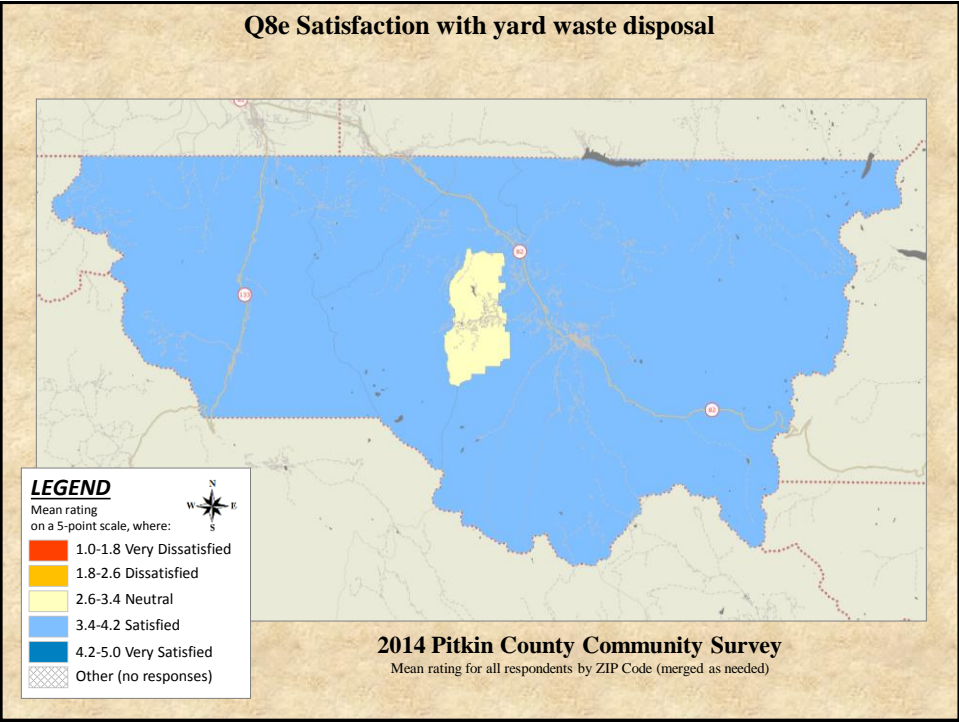 Q8e Satisfaction with yard waste disposal
82
133
82
LEGEND
Mean rating
on a 5-point scale, where:
N
W
E
S
1.0-1.8 Very Dissatisfied
1.8-2.6 Dissatisfied
2.6-3.4 Neutral
3.4-4.2 Satisfied
4.2-5.0 Very Satisfied
Other (no responses)
2014 Pitkin County Community Survey
Mean rating for all respondents by ZIP Code (merged as needed)